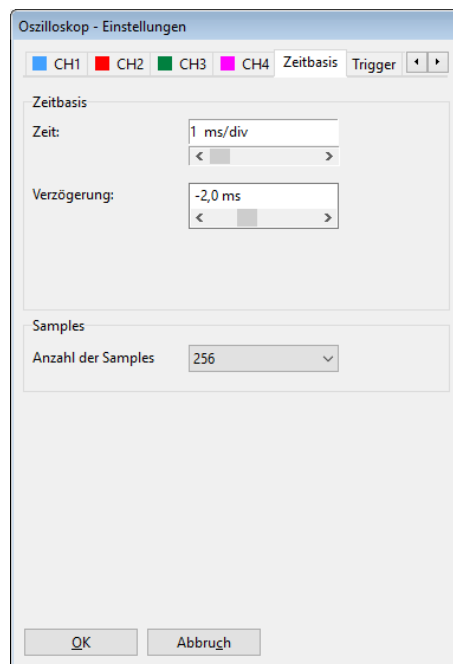 Oszilloskop - Einstellungen
CH1 CH2 CH3 CH4 Zeitbasis Trigger
Zeitbasis
Zeit: 1 ms/div
Verzögerung: -2,0 ms
Samples
Anzahl der Samples 256
OK Abbruch